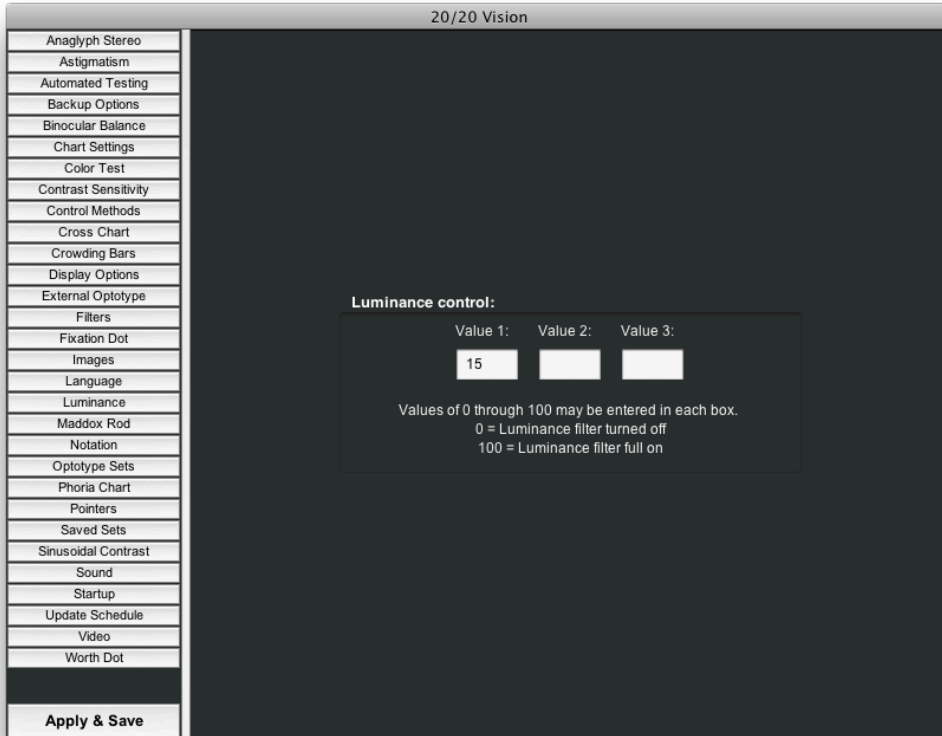 20/20 Vision
Anaglyph Stereo
Astigmatism
Automated Testing
Backup Options
Binocular Balance
Chart Settings
Color Test
Contrast Sensitivity
Control Methods
Cross Chart
Crowding Bars
Display Options
External Optotype
Filters
Fixation Dot
Images
Language
Luminance
Maddox Rod
Notation
Optotype Sets
Phoria Chart
Pointers
Saved Sets
Sinusoidal Contrast
Sound
Startup
Update Schedule
Video
Worth Dot
Apply & Save
Luminance control:
Value 1: Value 2: Value 3:
15
Values of 0 through 100 may be entered in each box.
0 = Luminance filter turned off
100 = Luminance filter full on